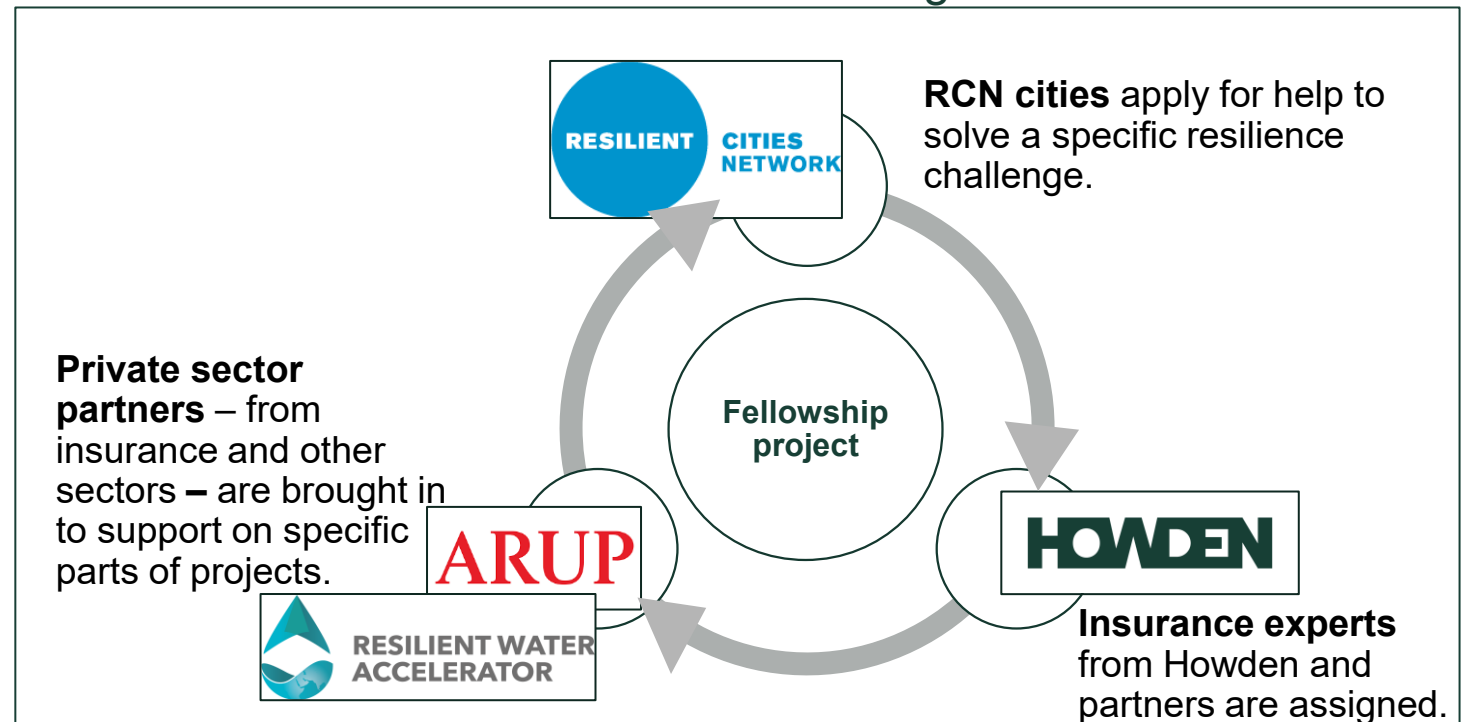 RESILIENT
CITIES
NETWORK
RCN cities apply for help to
solve a specific resilience
challenge.
Private sector
partners – from
insurance and other
sectors – are brought in
to support on specific
parts of projects.
Fellowship
project
ARUP
RESILIENT WATER
ACCELERATOR
HOWDEN
Insurance experts
from Howden and
partners are assigned.